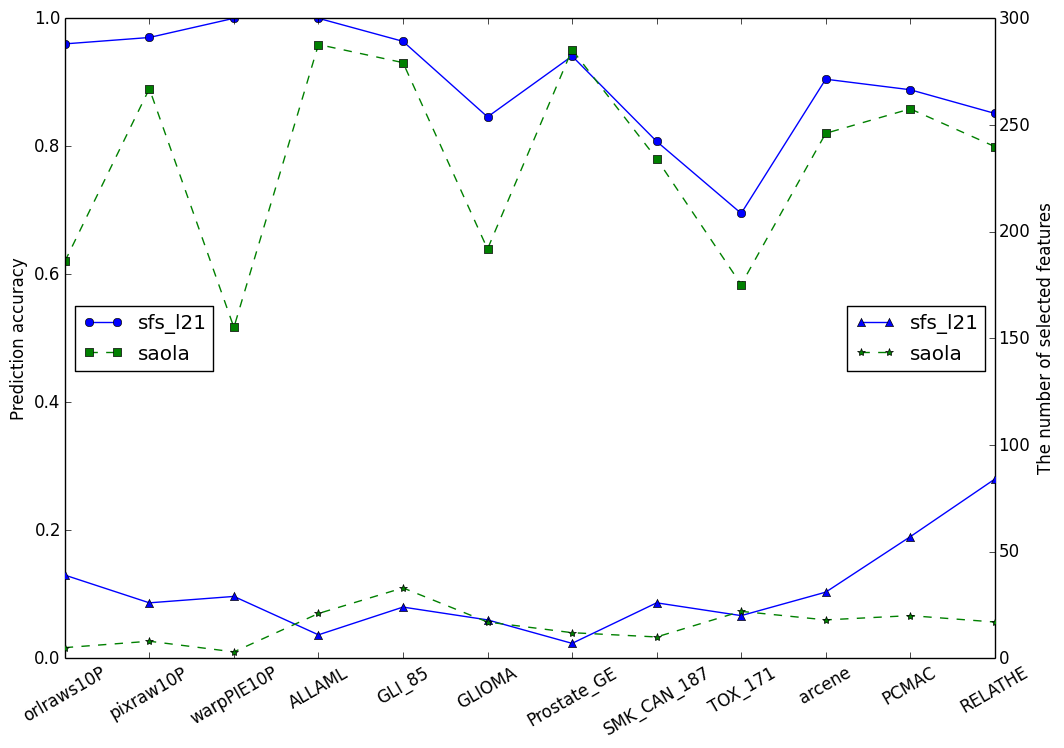 1.0
0.8
0.6
0.4
0.2
0.0
Prediction accuracy
300
250
200
150
100
50
0
The number of selected features
sfs_l21
saola
sfs_l21
saola
orlraws10P
pixraw10P
warpPIE10P
ALLAML
GLI_85
GLIOMA
Prostate_GE
SMK_CAN_187
TOX_171
arcene
PCMAC
RELATHE